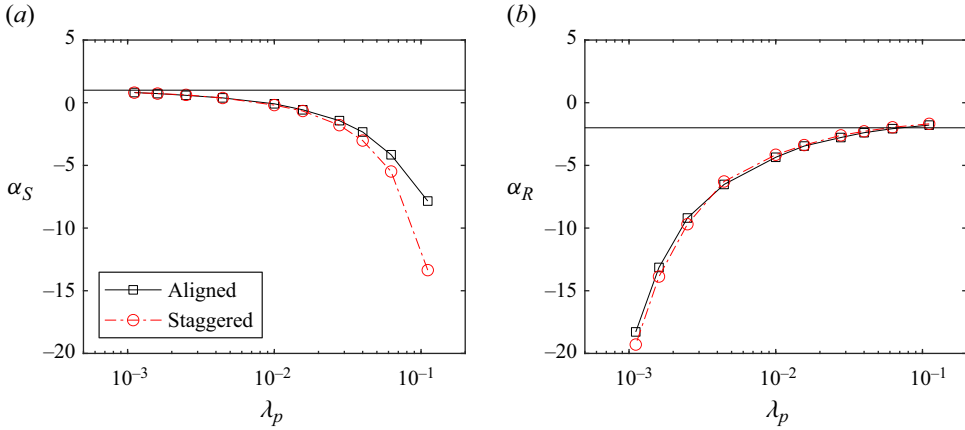 (a)
5
0
−5
−10
−15
−20
α_S
Aligned
Staggered
10⁻³
10⁻²
10⁻¹
λ_p
(b)
5
0
−5
−10
−15
−20
α_R
10⁻³
10⁻²
10⁻¹
λ_p